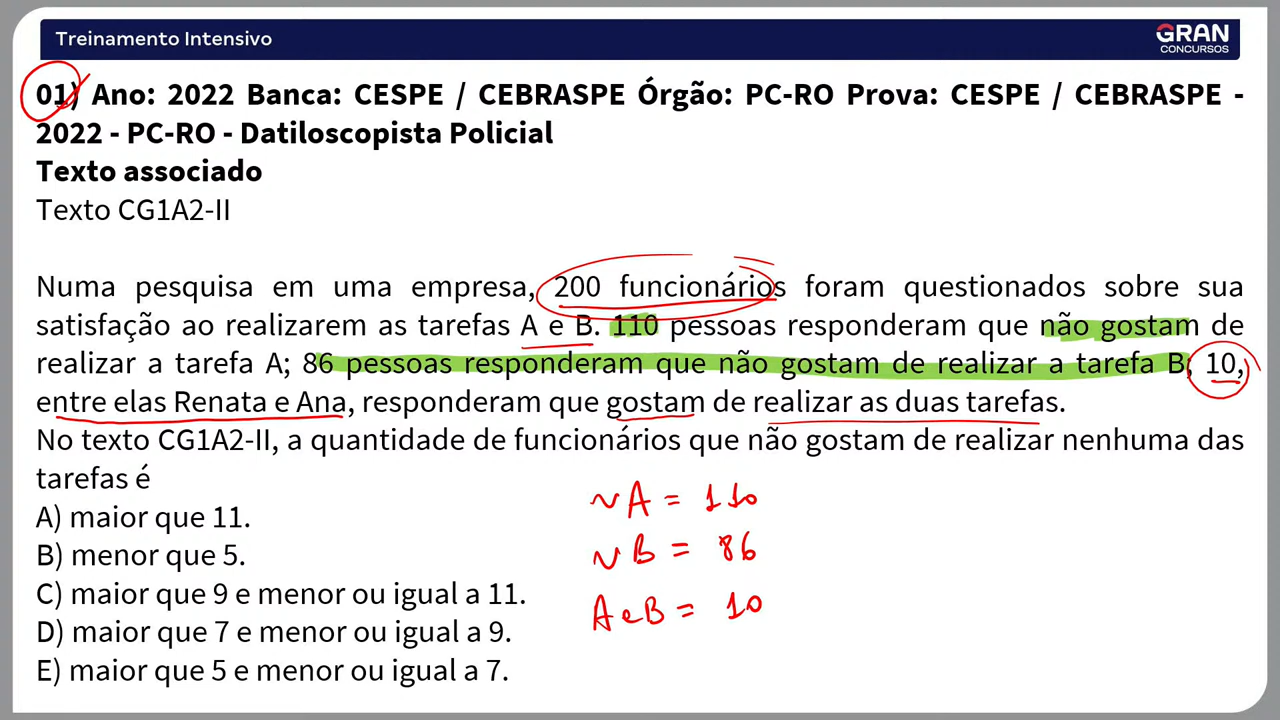 Treinamento Intensivo
GRAN
CONCURSOS
01) Ano: 2022 Banca: CESPE / CEBRASPE Órgão: PC-RO Prova: CESPE / CEBRASPE -
2022 - PC-RO - Datiloscopista Policial
Texto associado
Texto CG1A2-II
Numa pesquisa em uma empresa, 200 funcionários foram questionados sobre sua
satisfação ao realizarem as tarefas A e B. 110 pessoas responderam que não gostam de
realizar a tarefa A; 86 pessoas responderam que não gostam de realizar a tarefa B; 10,
entre elas Renata e Ana, responderam que gostam de realizar as duas tarefas.
No texto CG1A2-II, a quantidade de funcionários que não gostam de realizar nenhuma das
tarefas é
A) maior que 11.
B) menor que 5.
C) maior que 9 e menor ou igual a 11.
D) maior que 7 e menor ou igual a 9.
E) maior que 5 e menor ou igual a 7.
~A = 110
~B = 86
A e B = 10